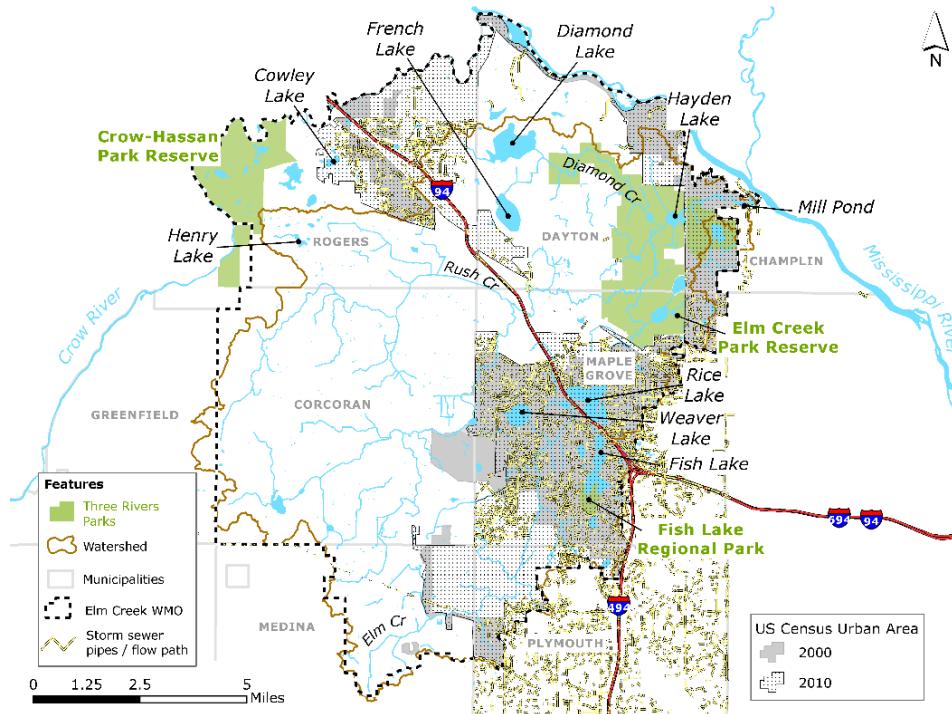 French
Lake
Diamond
Lake
N
Cowley
Lake
Hayden
Lake
Crow-Hassan
Park Reserve
94
Diamond Cr
Mill Pond
Henry
Lake
ROGERS
DAYTON
CHAMPLIN
Rush Cr
Mississippi River
Crow River
Elm Creek
Park Reserve
MAPLE
GROVE
Rice
Lake
GREENFIELD
CORCORAN
Weaver
Lake
Fish Lake
Features
Three Rivers
Parks
Watershed
Municipalities
Elm Creek WMO
Storm sewer
pipes / flow path
694
94
Fish Lake
Regional Park
494
MEDINA
Elm Cr
PLYMOUTH
US Census Urban Area
2000
2010
0 1.25 2.5 5
Miles